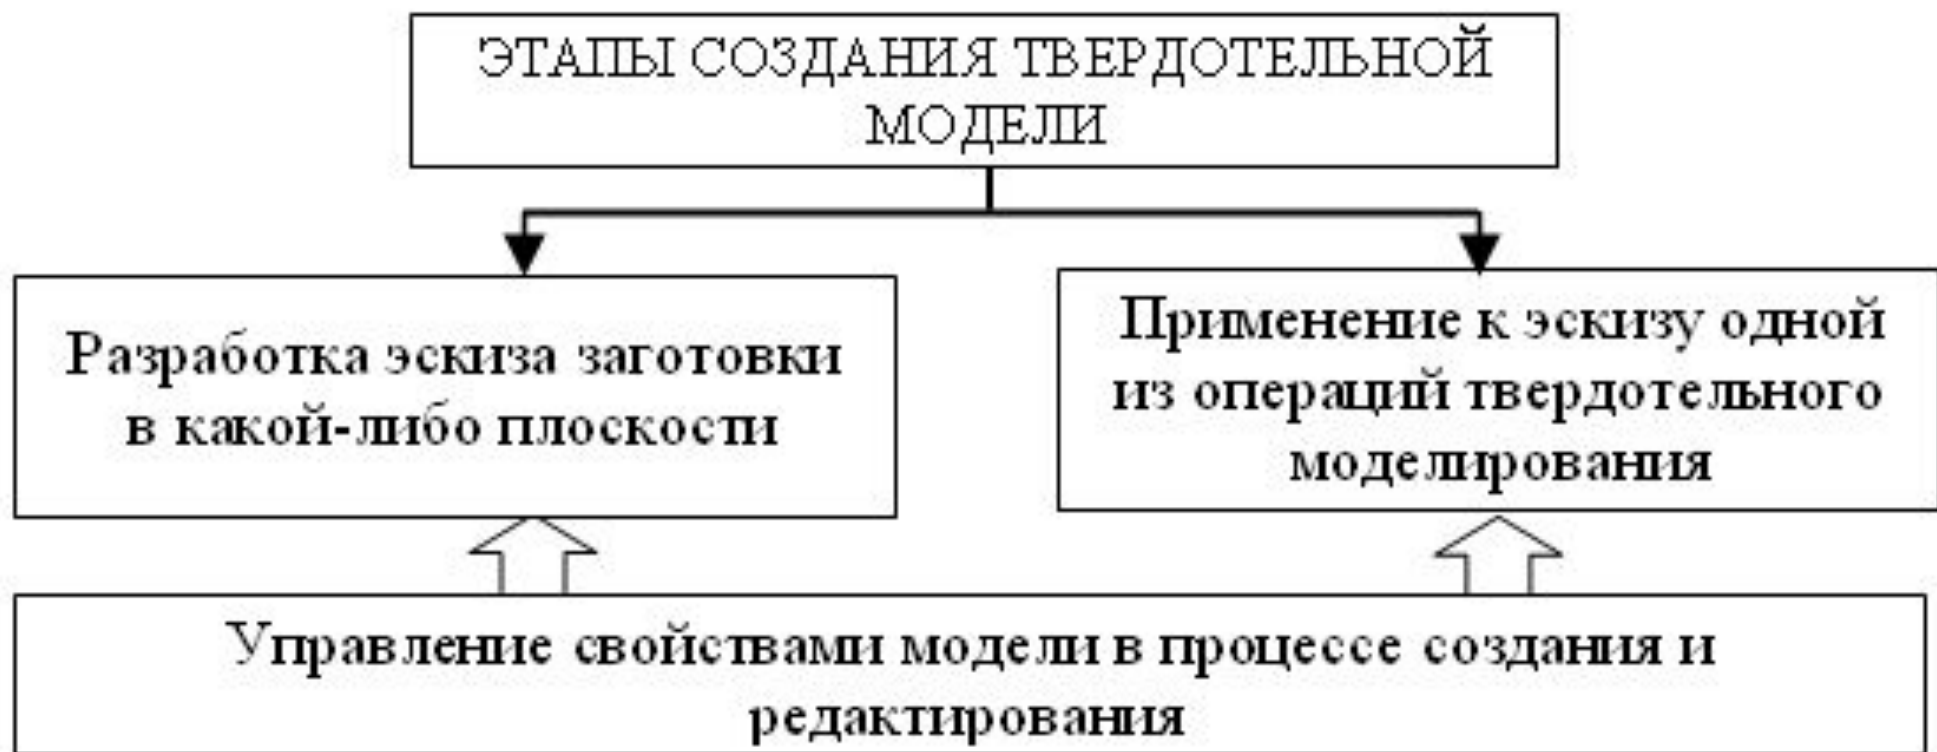 ЭТАПЫ СОЗДАНИЯ ТВЕРДОТЕЛЬНОЙ
МОДЕЛИ
Разработка эскиза заготовки
в какой-либо плоскости
Применение к эскизу одной
из операций твердотельного
моделирования
Управление свойствами модели в процессе создания и
редактирования